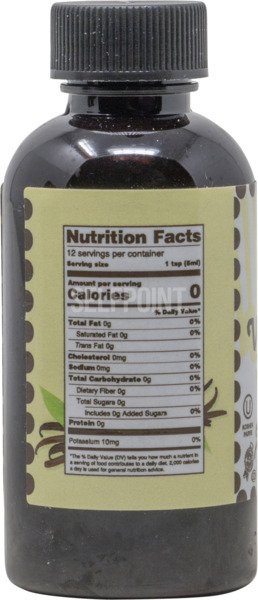 Nutrition Facts
12 servings per container
Serving size 1 tsp (5ml)
Amount per serving
Calories 0
% Daily Value*
Total Fat 0g 0%
Saturated Fat 0g 0%
Trans Fat 0g
Cholesterol 0mg 0%
Sodium 0mg 0%
Total Carbohydrate 0g 0%
Dietary Fiber 0g 0%
Total Sugars 0g
Includes 0g Added Sugars 0%
Protein 0g
Potassium 10mg 0%
*The % Daily Value (DV) tells you how much a nutrient in
a serving of food contributes to a daily diet. 2,000 calories
a day is used for general nutrition advice.
SELFPOINT
U